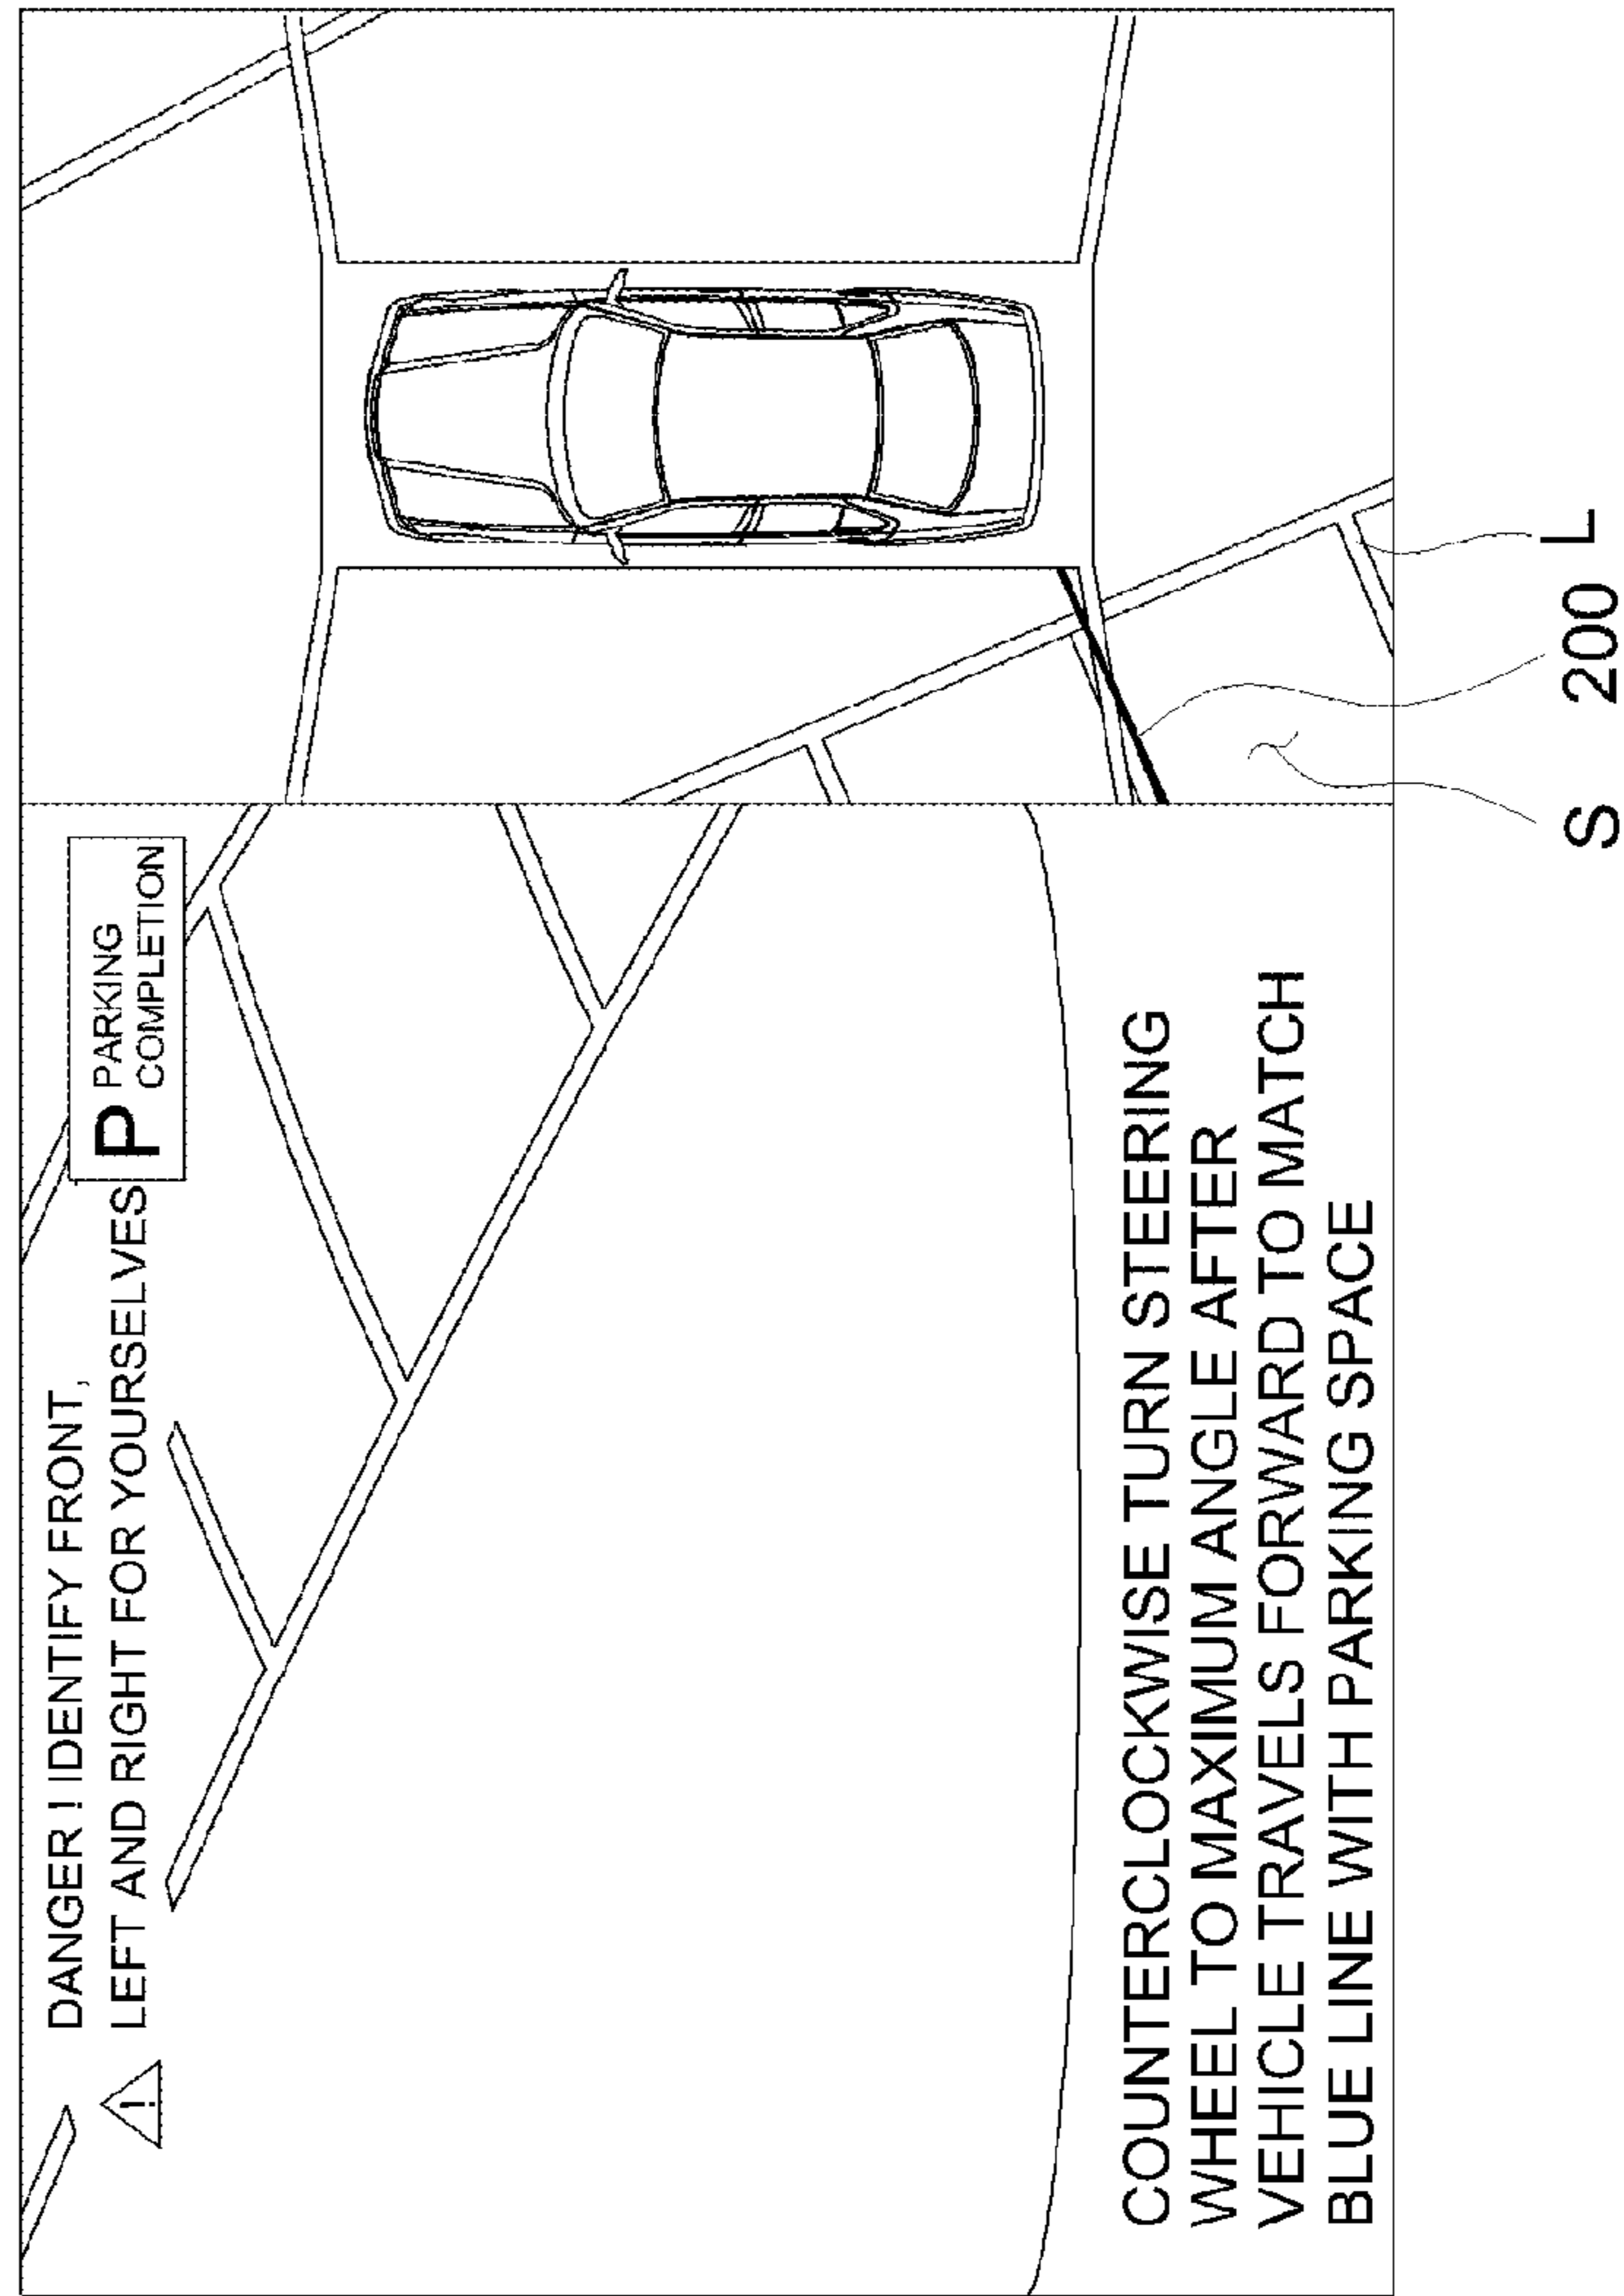 DANGER ! IDENTIFY FRONT,
LEFT AND RIGHT FOR YOURSELVES
!
P PARKING
COMPLETION
COUNTERCLOCKWISE TURN STEERING
WHEEL TO MAXIMUM ANGLE AFTER
VEHICLE TRAVELS FORWARD TO MATCH
BLUE LINE WITH PARKING SPACE
S 200 L